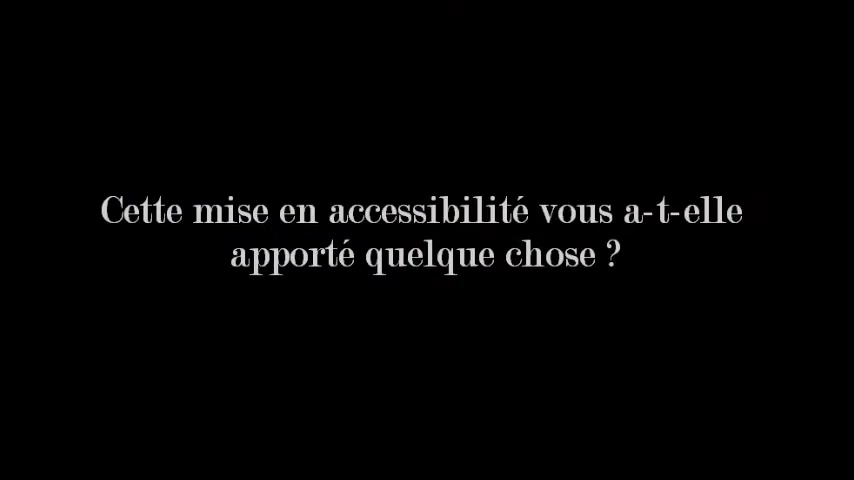 Cette mise en accessibilité vous a-t-elle
apporté quelque chose ?